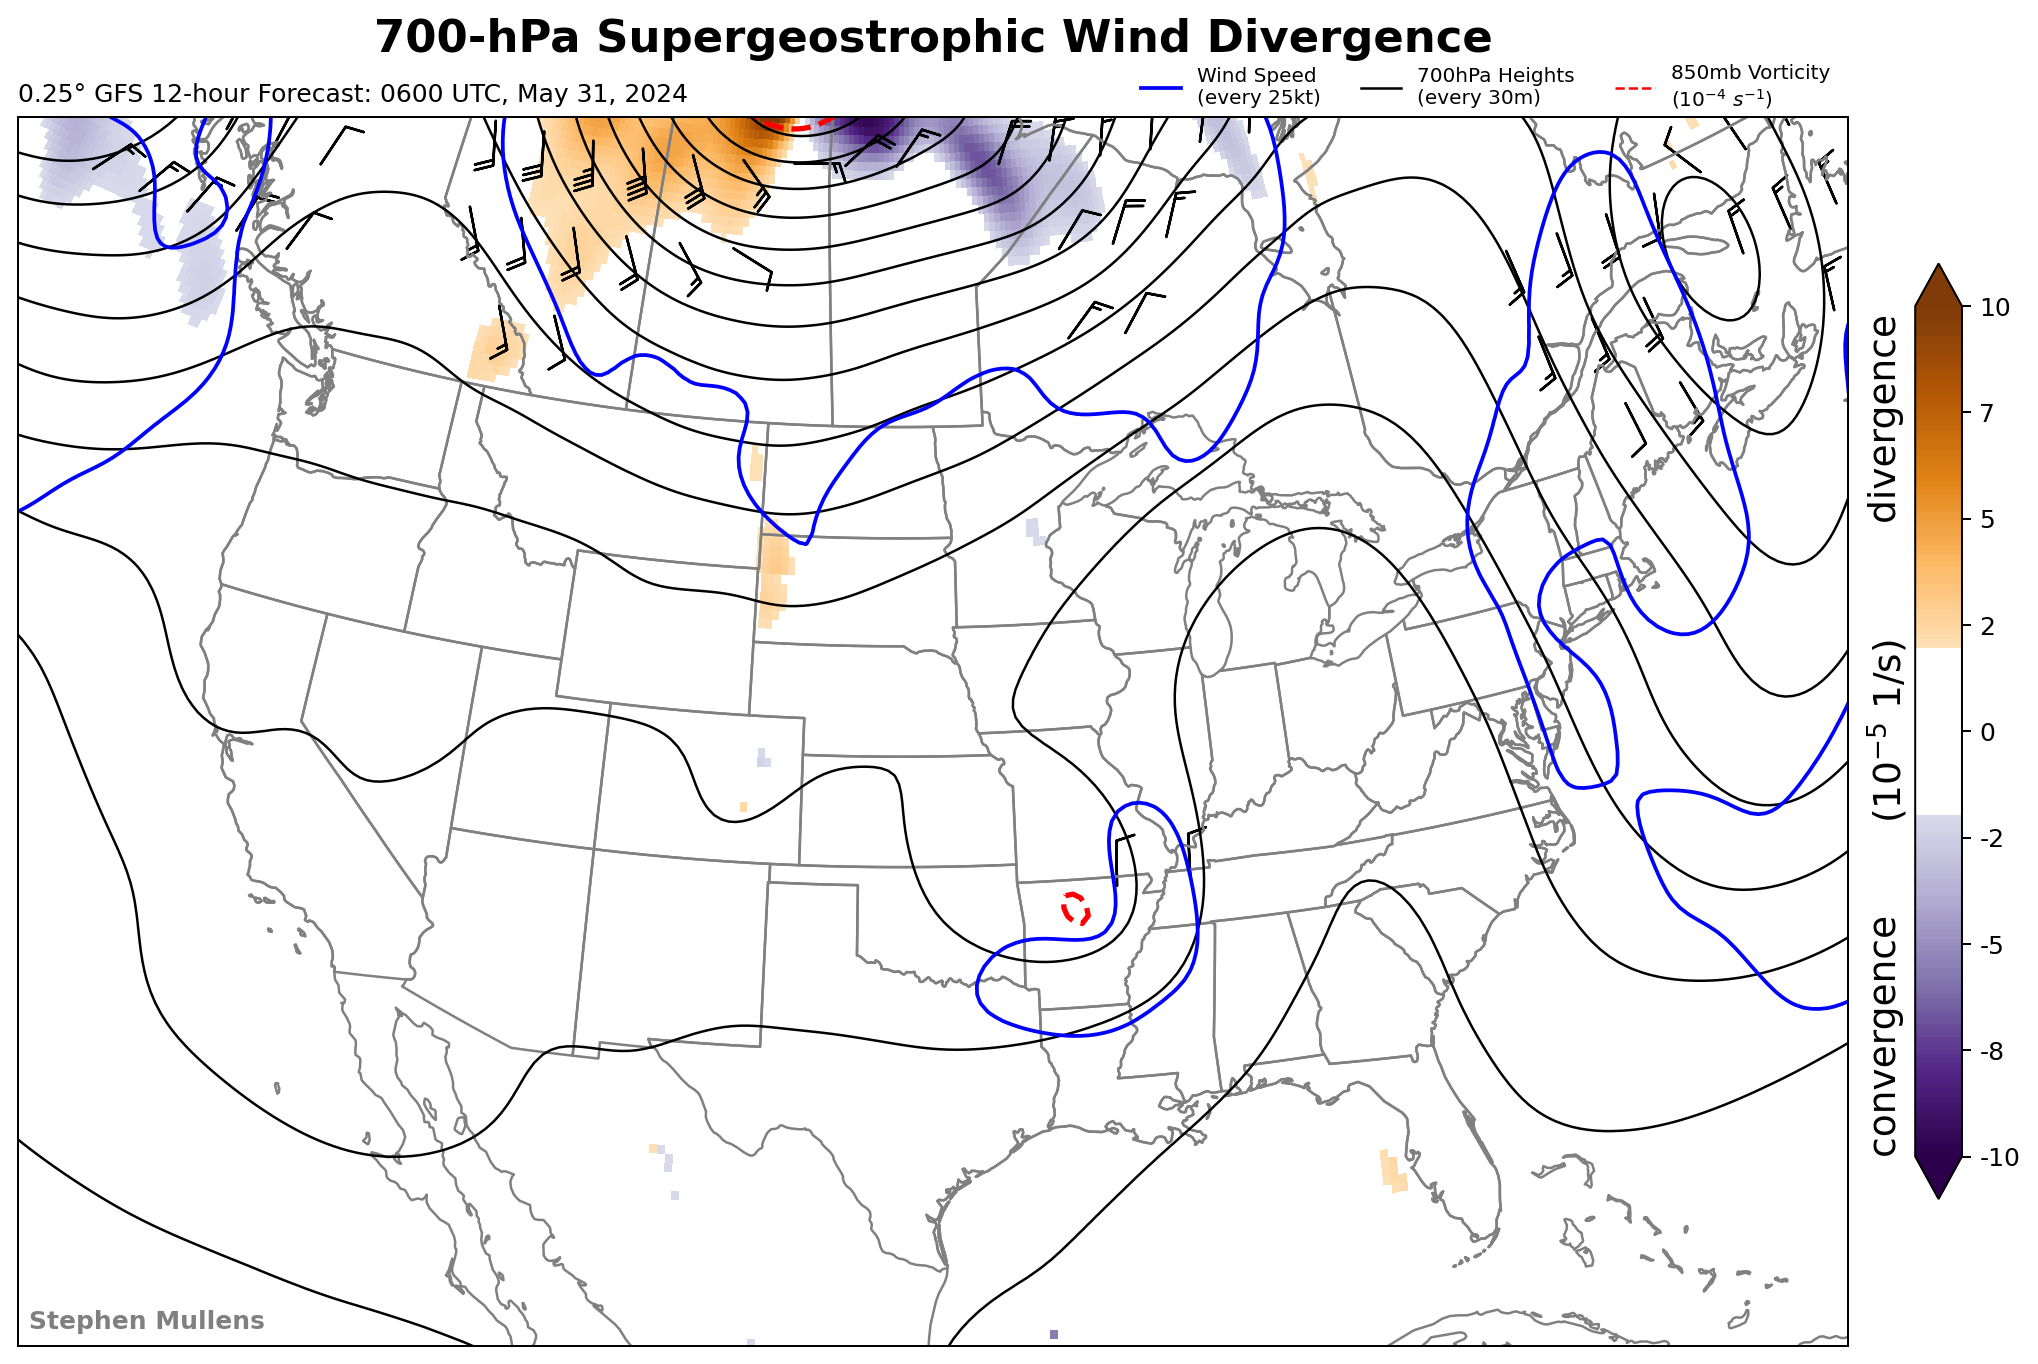 700-hPa Supergeostrophic Wind Divergence
0.25° GFS 12-hour Forecast: 0600 UTC, May 31, 2024
Wind Speed
(every 25kt)
700hPa Heights
(every 30m)
850mb Vorticity
(10⁻⁴ s⁻¹)
10
7
5
2
0
-2
-5
-8
-10
divergence
(10⁻⁵ 1/s)
convergence
Stephen Mullens